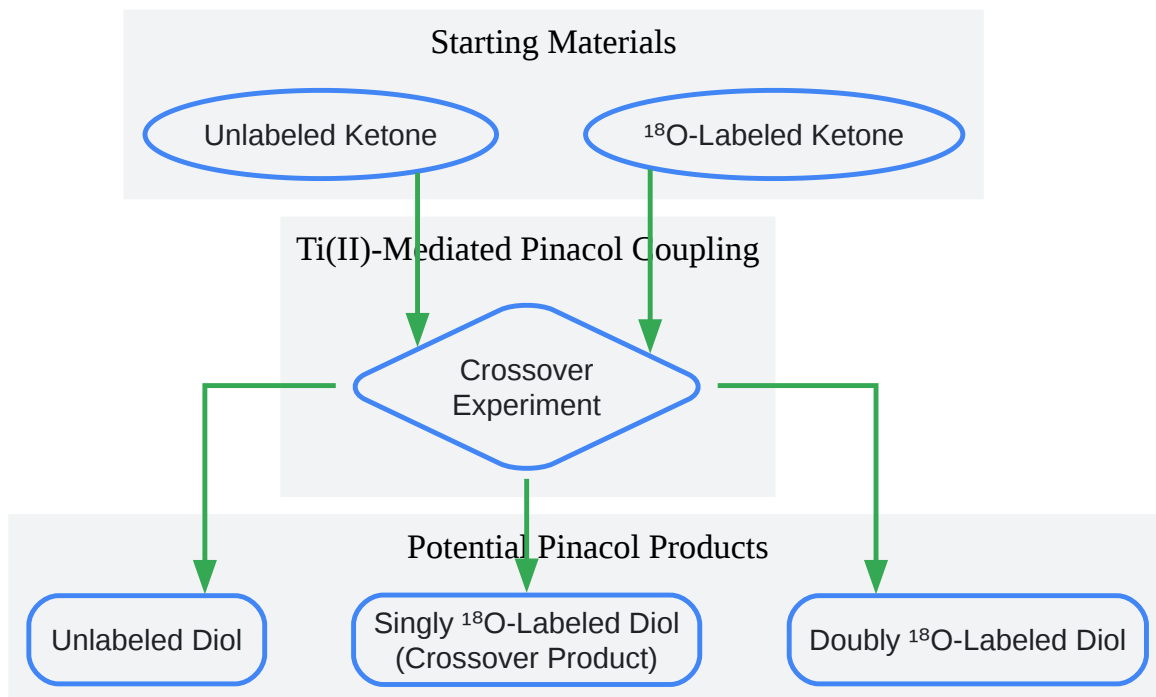 Starting Materials
Unlabeled Ketone
¹⁸O-Labeled Ketone
Ti(II)-Mediated Pinacol Coupling
Crossover
Experiment
Potential Pinacol Products
Unlabeled Diol
Singly ¹⁸O-Labeled Diol
(Crossover Product)
Doubly ¹⁸O-Labeled Diol